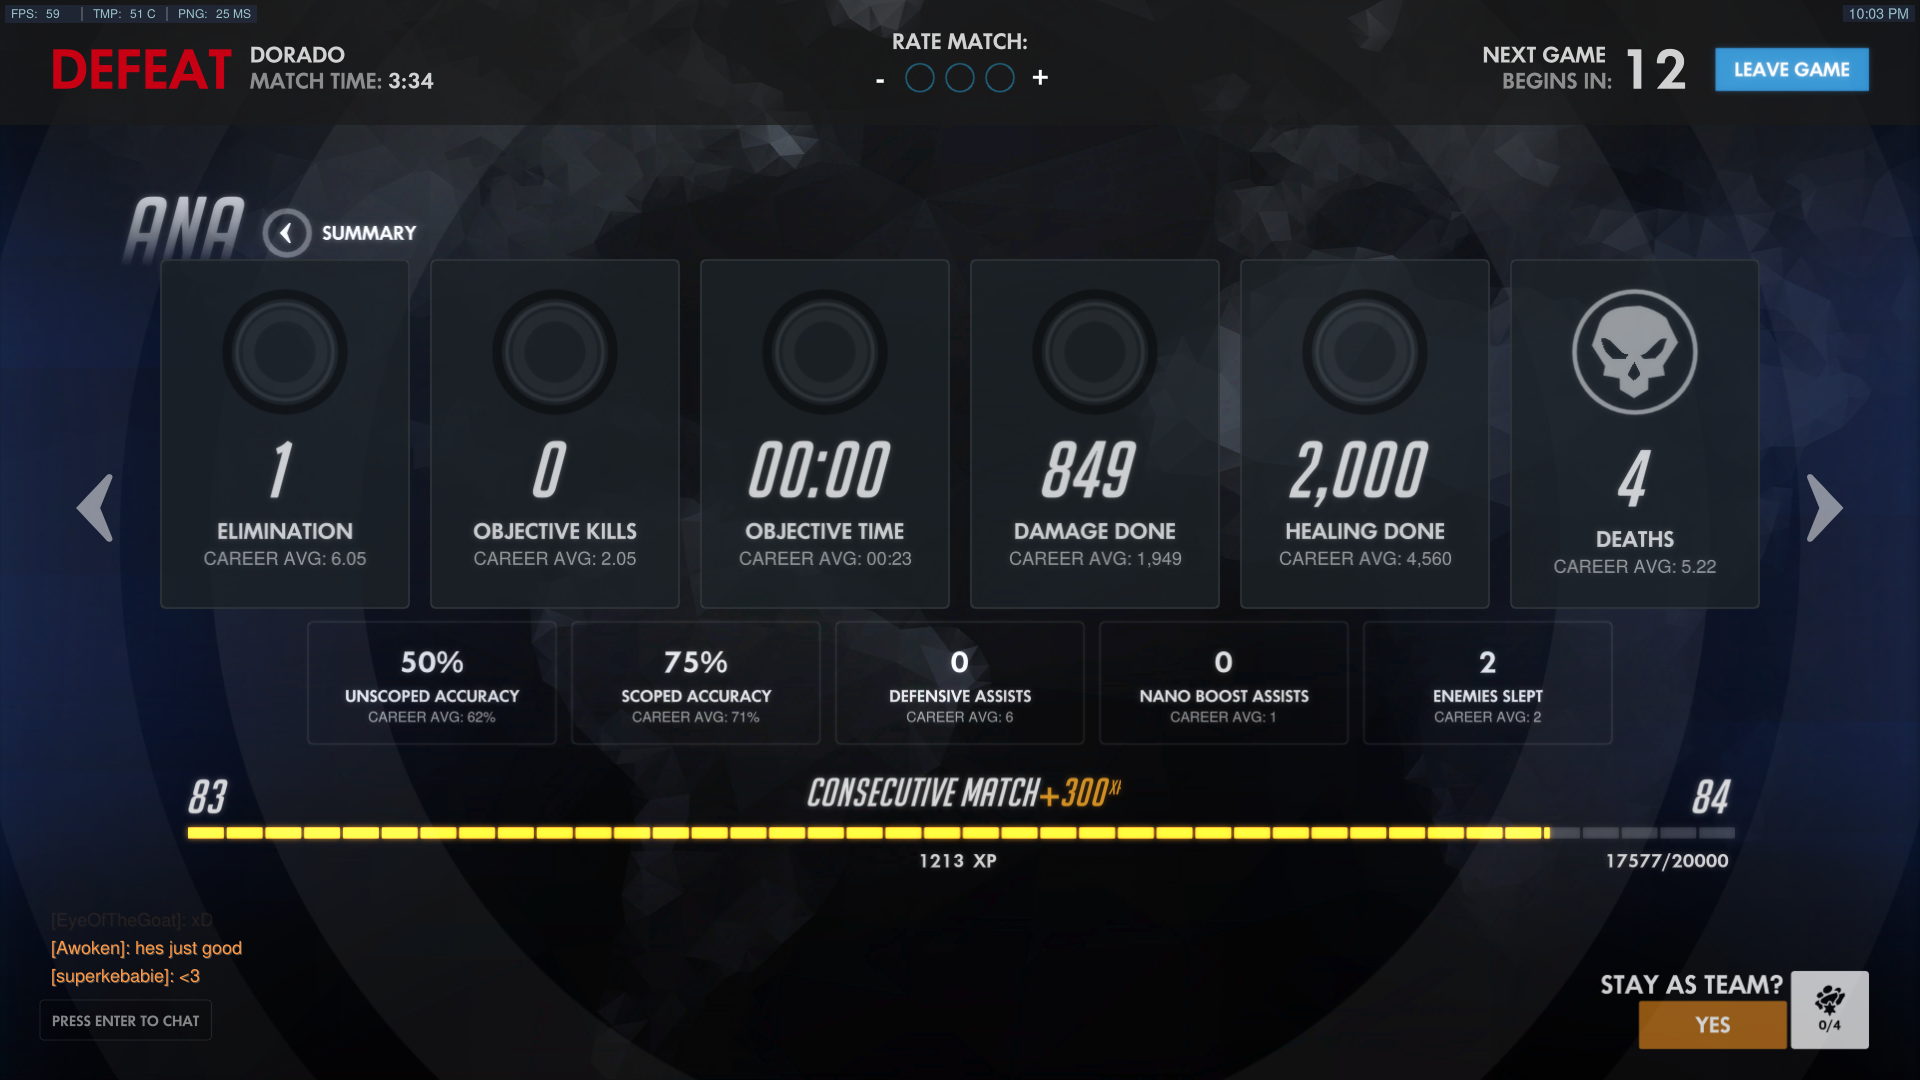 FPS: 59 | TMP: 51 C | PNG: 25 MS
10:03 PM
DEFEAT
DORADO
MATCH TIME: 3:34
RATE MATCH:
- +
NEXT GAME
BEGINS IN:
12
LEAVE GAME
ANA
SUMMARY
1
ELIMINATION
CAREER AVG: 6.05
0
OBJECTIVE KILLS
CAREER AVG: 2.05
00:00
OBJECTIVE TIME
CAREER AVG: 00:23
849
DAMAGE DONE
CAREER AVG: 1,949
2,000
HEALING DONE
CAREER AVG: 4,560
4
DEATHS
CAREER AVG: 5.22
50%
UNSCOPED ACCURACY
CAREER AVG: 62%
75%
SCOPED ACCURACY
CAREER AVG: 71%
0
DEFENSIVE ASSISTS
CAREER AVG: 6
0
NANO BOOST ASSISTS
CAREER AVG: 1
2
ENEMIES SLEPT
CAREER AVG: 2
83
CONSECUTIVE MATCH +300 XP
84
1213 XP
17577/20000
[EyeOfTheGoat]: xD
[Awoken]: hes just good
[superkebabie]: <3
PRESS ENTER TO CHAT
STAY AS TEAM?
YES
0/4